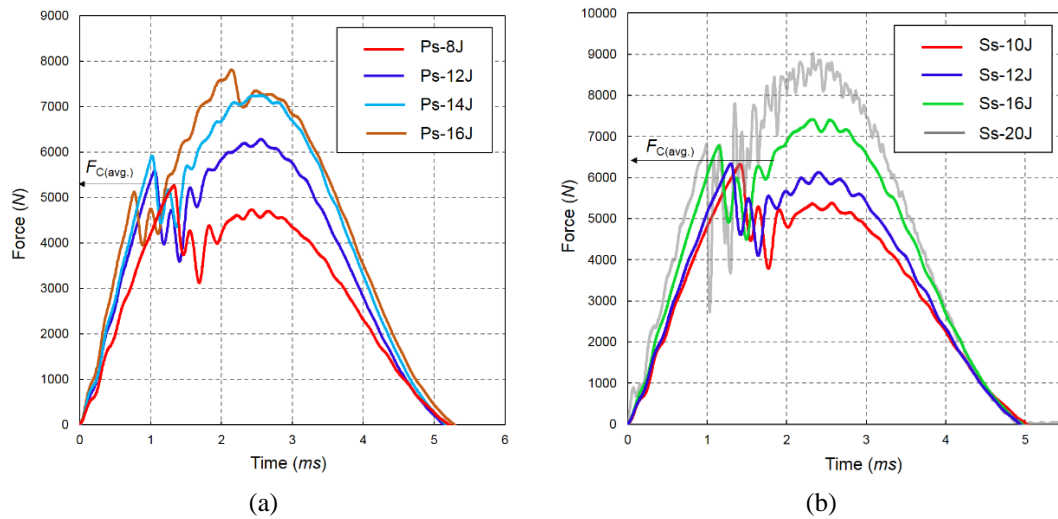 9000
8000
7000
6000
5000
4000
3000
2000
1000
0
Force (N)
FC(avg.)
Ps-8J
Ps-12J
Ps-14J
Ps-16J
0 1 2 3 4 5 6
Time (ms)
(a)
10000
9000
8000
7000
6000
5000
4000
3000
2000
1000
0
Force (N)
FC(avg.)
Ss-10J
Ss-12J
Ss-16J
Ss-20J
0 1 2 3 4 5
Time (ms)
(b)